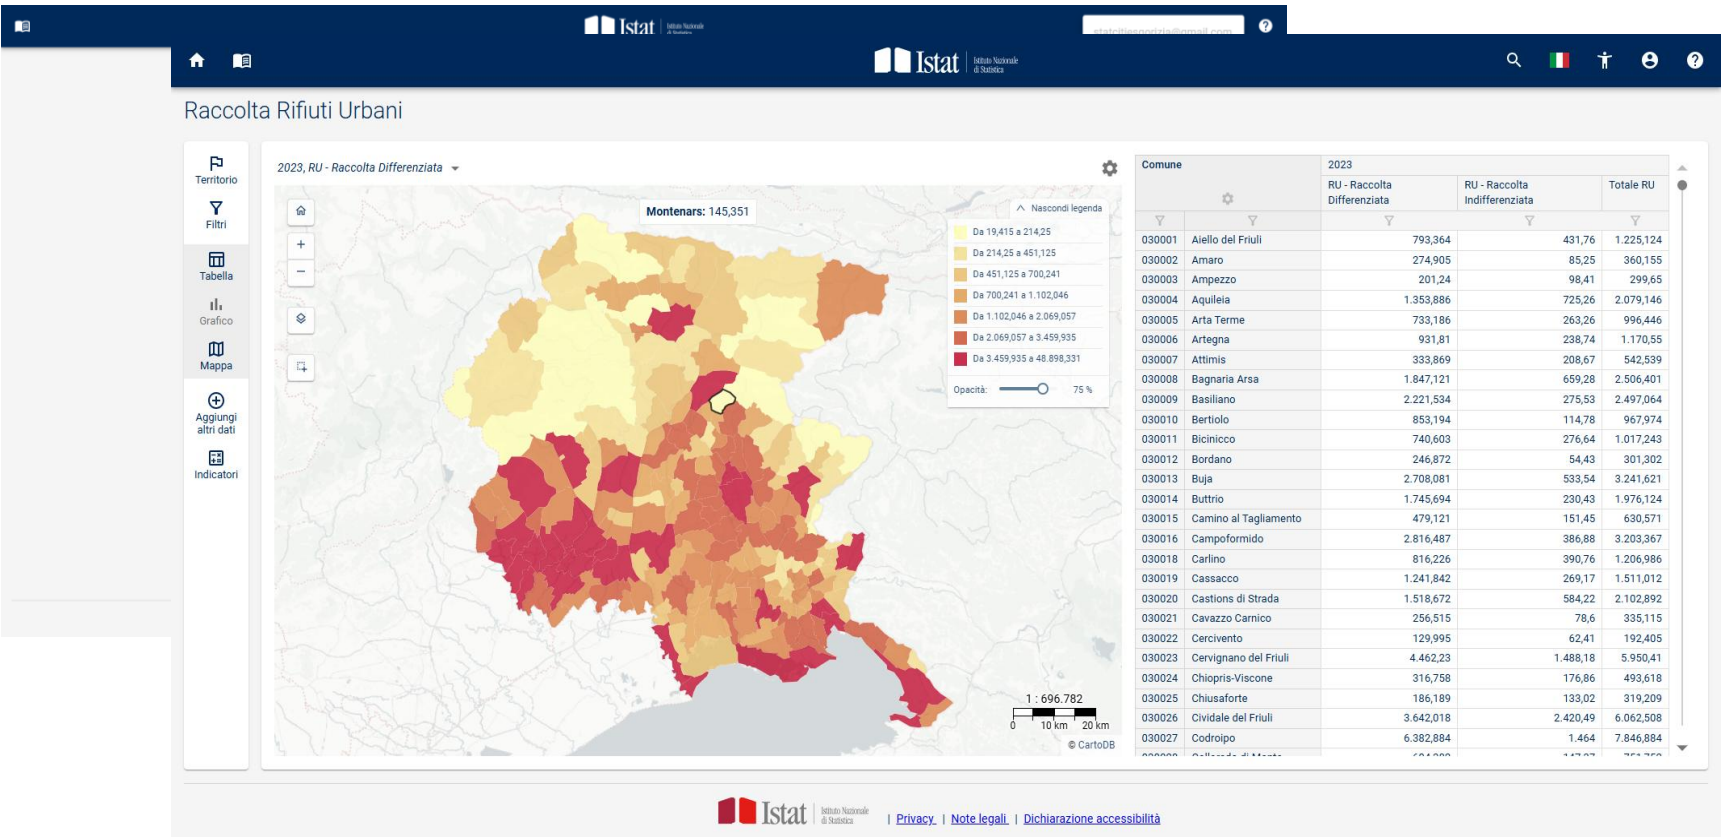 Istat
statcitiesgorizia@gmail.com
Istat Istituto Nazionale di Statistica
Raccolta Rifiuti Urbani
Territorio
Filtri
Tabella
Grafico
Mappa
Aggiungi altri dati
Indicatori
2023, RU - Raccolta Differenziata
Montenars: 145,351
Nascondi legenda
Da 19,415 a 214,25
Da 214,25 a 451,125
Da 451,125 a 700,241
Da 700,241 a 1.102,046
Da 1.102,046 a 2.069,057
Da 2.069,057 a 3.459,935
Da 3.459,935 a 48.898,331
Opacità: 75 %
1 : 696.782
0 10 km 20 km
© CartoDB
Comune 2023
RU - Raccolta Differenziata RU - Raccolta Indifferenziata Totale RU
030001 Aiello del Friuli 793,364 431,76 1.225,124
030002 Amaro 274,905 85,25 360,155
030003 Ampezzo 201,24 98,41 299,65
030004 Aquileia 1.353,886 725,26 2.079,146
030005 Arta Terme 733,186 263,26 996,446
030006 Artegna 931,81 238,74 1.170,55
030007 Attimis 333,869 208,67 542,539
030008 Bagnaria Arsa 1.847,121 659,28 2.506,401
030009 Basiliano 2.221,534 275,53 2.497,064
030010 Bertiolo 853,194 114,78 967,974
030011 Bicinicco 740,603 276,64 1.017,243
030012 Bordano 246,872 54,43 301,302
030013 Buja 2.708,081 533,54 3.241,621
030014 Buttrio 1.745,694 230,43 1.976,124
030015 Camino al Tagliamento 479,121 151,45 630,571
030016 Campoformido 2.816,487 386,88 3.203,367
030018 Carlino 816,226 390,76 1.206,986
030019 Cassacco 1.241,842 269,17 1.511,012
030020 Castions di Strada 1.518,672 584,22 2.102,892
030021 Cavazzo Carnico 256,515 78,6 335,115
030022 Cercivento 129,995 62,41 192,405
030023 Cervignano del Friuli 4.462,23 1.488,18 5.950,41
030024 Chiopris-Viscone 316,758 176,86 493,618
030025 Chiusaforte 186,189 133,02 319,209
030026 Cividale del Friuli 3.642,018 2.420,49 6.062,508
030027 Codroipo 6.382,884 1.464 7.846,884
Istat Istituto Nazionale di Statistica | Privacy | Note legali | Dichiarazione accessibilità